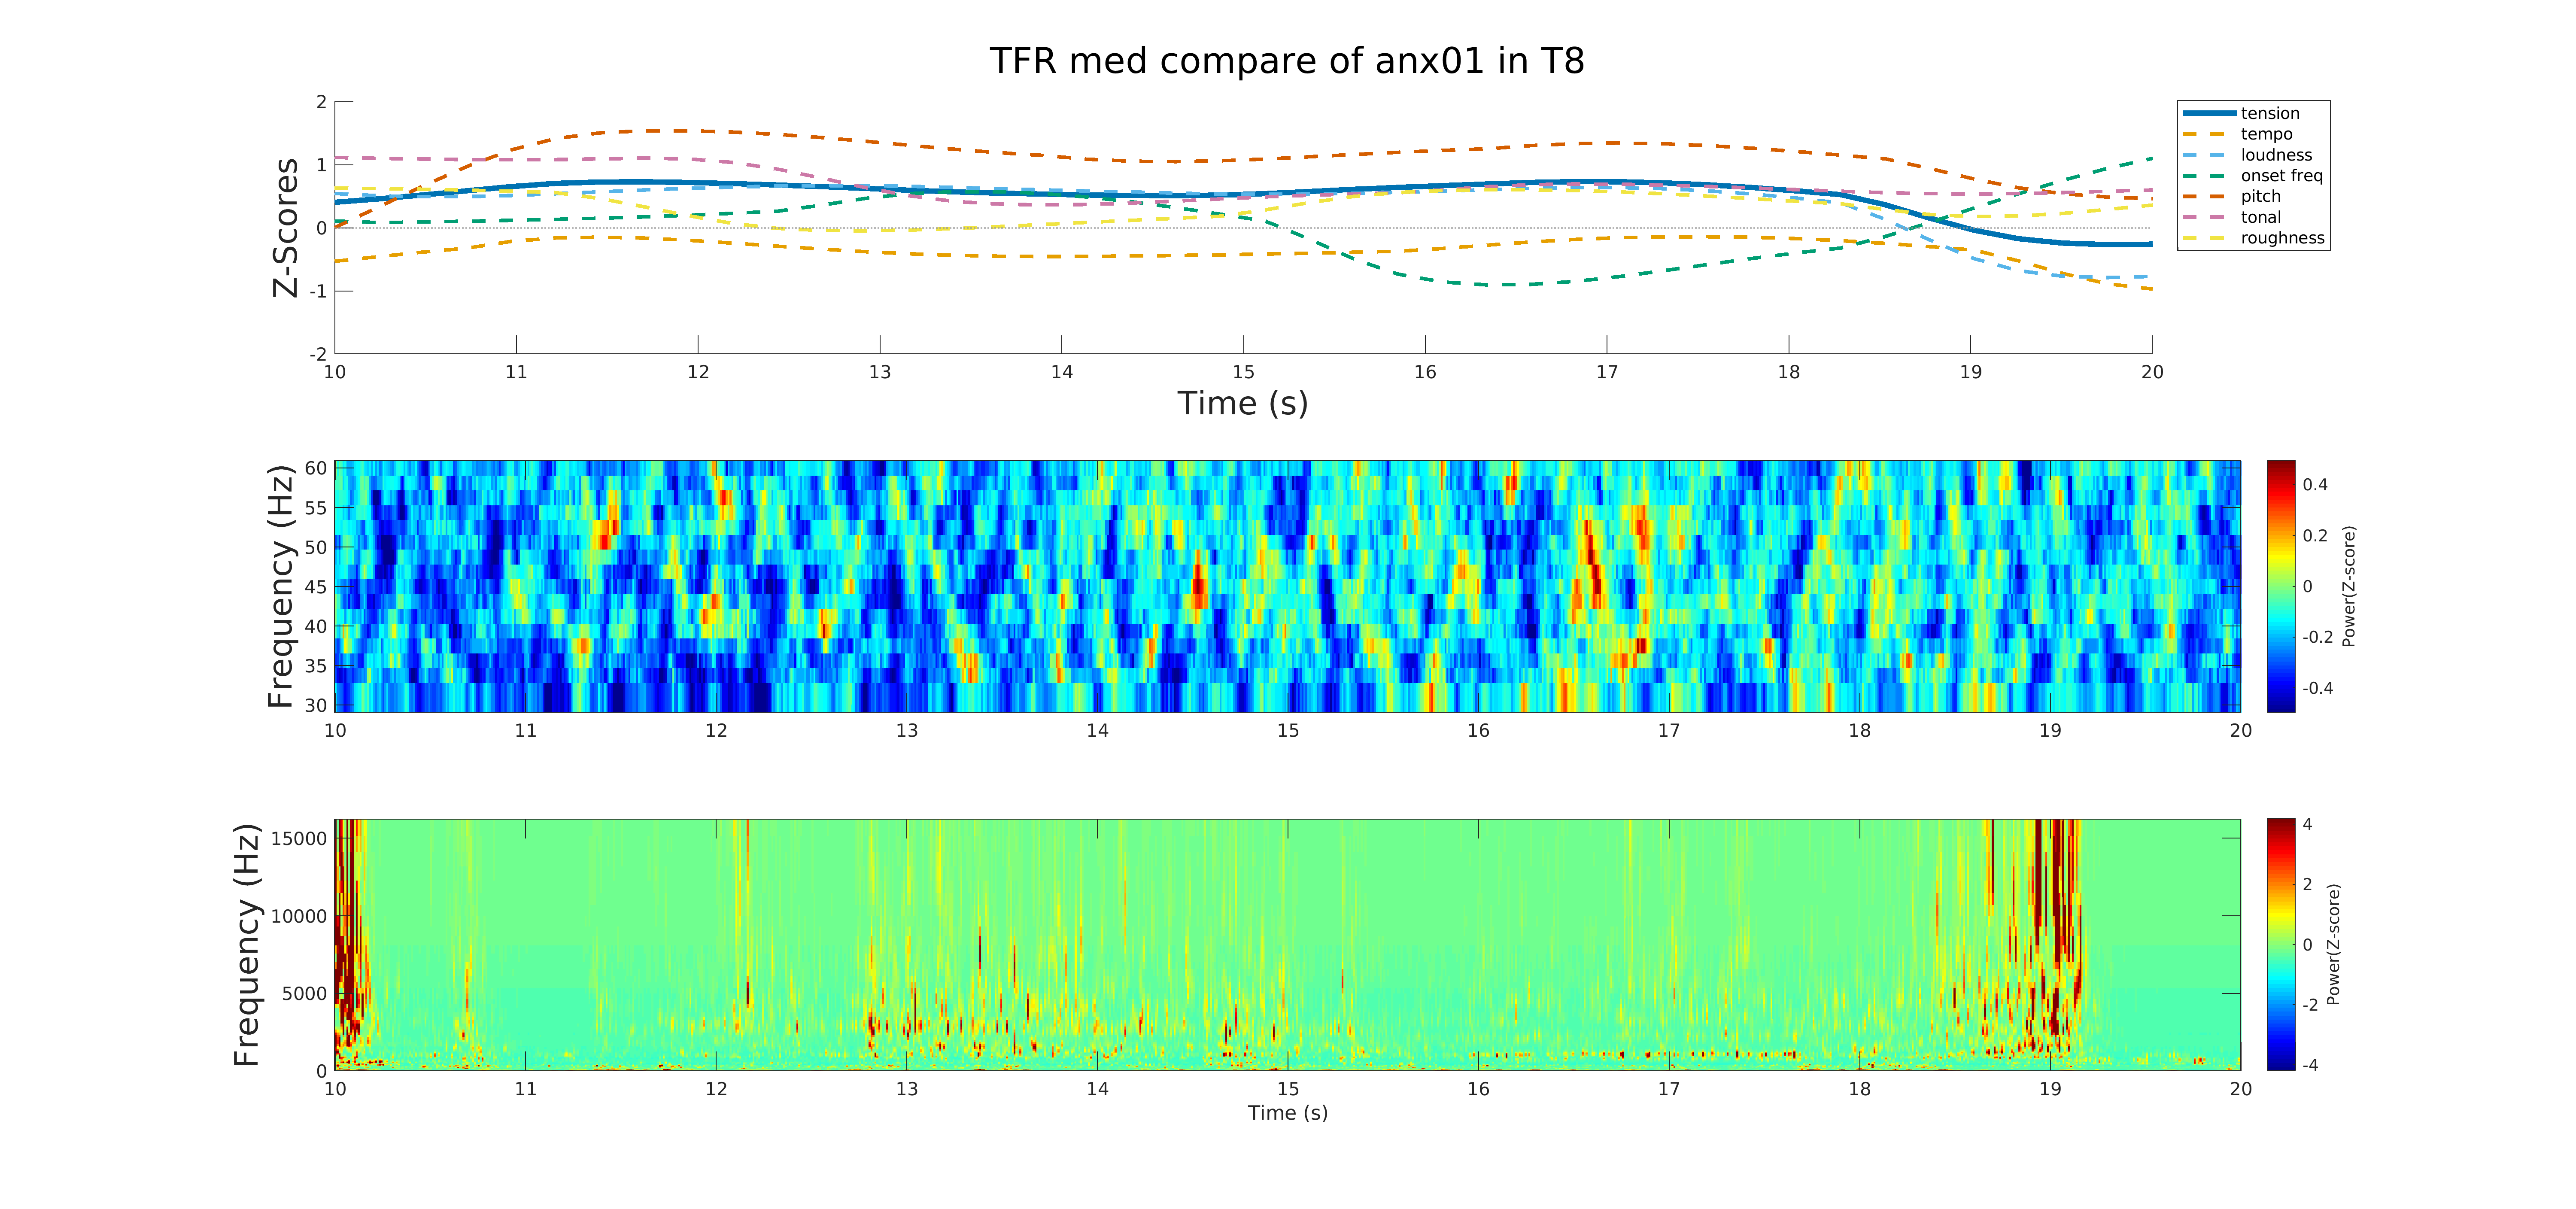 TFR med compare of anx01 in T8
Z-Scores
2
1
0
-1
-2
10 11 12 13 14 15 16 17 18 19 20
Time (s)
tension
tempo
loudness
onset freq
pitch
tonal
roughness
Frequency (Hz)
60
55
50
45
40
35
30
10 11 12 13 14 15 16 17 18 19 20
0.4
0.2
0
-0.2
-0.4
Power(Z-score)
Frequency (Hz)
15000
10000
5000
0
10 11 12 13 14 15 16 17 18 19 20
Time (s)
4
2
0
-2
-4
Power(Z-score)